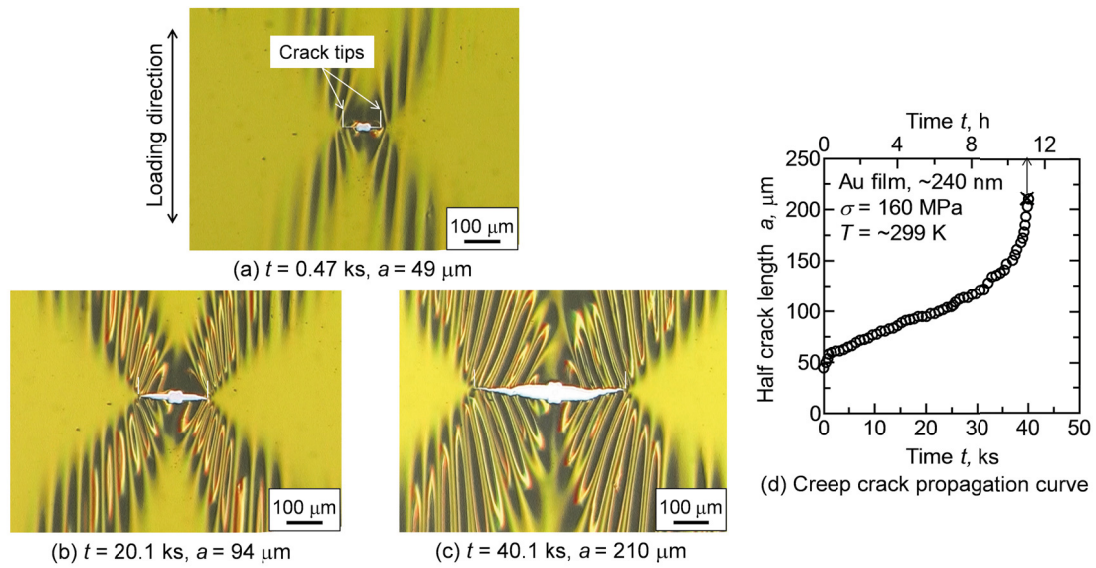 Loading direction
Crack tips
100 μm
(a) t = 0.47 ks, a = 49 μm
100 μm
(b) t = 20.1 ks, a = 94 μm
100 μm
(c) t = 40.1 ks, a = 210 μm
Time t, h
0 4 8 12
Half crack length a, μm
250
200
150
100
50
0
Au film, ~240 nm
σ = 160 MPa
T = ~299 K
0 10 20 30 40 50
Time t, ks
(d) Creep crack propagation curve